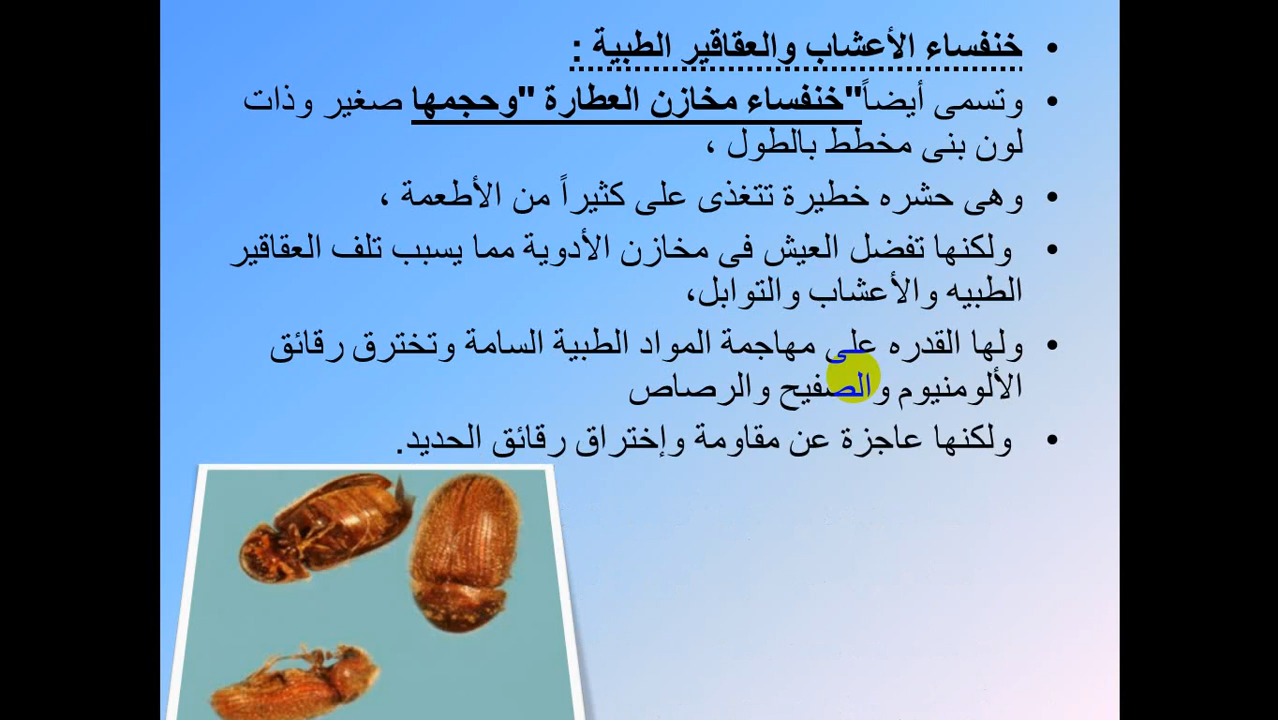 • خنفساء الأعشاب والعقاقير الطبية :
• وتسمى أيضاً"خنفساء مخازن العطارة "وحجمها صغير وذات
لون بنى مخطط بالطول ،
• وهى حشره خطيرة تتغذى على كثيراً من الأطعمة ،
• ولكنها تفضل العيش فى مخازن الأدوية مما يسبب تلف العقاقير
الطبيه والأعشاب والتوابل،
• ولها القدره على مهاجمة المواد الطبية السامة وتخترق رقائق
الألومنيوم والصفيح والرصاص
• ولكنها عاجزة عن مقاومة وإختراق رقائق الحديد.